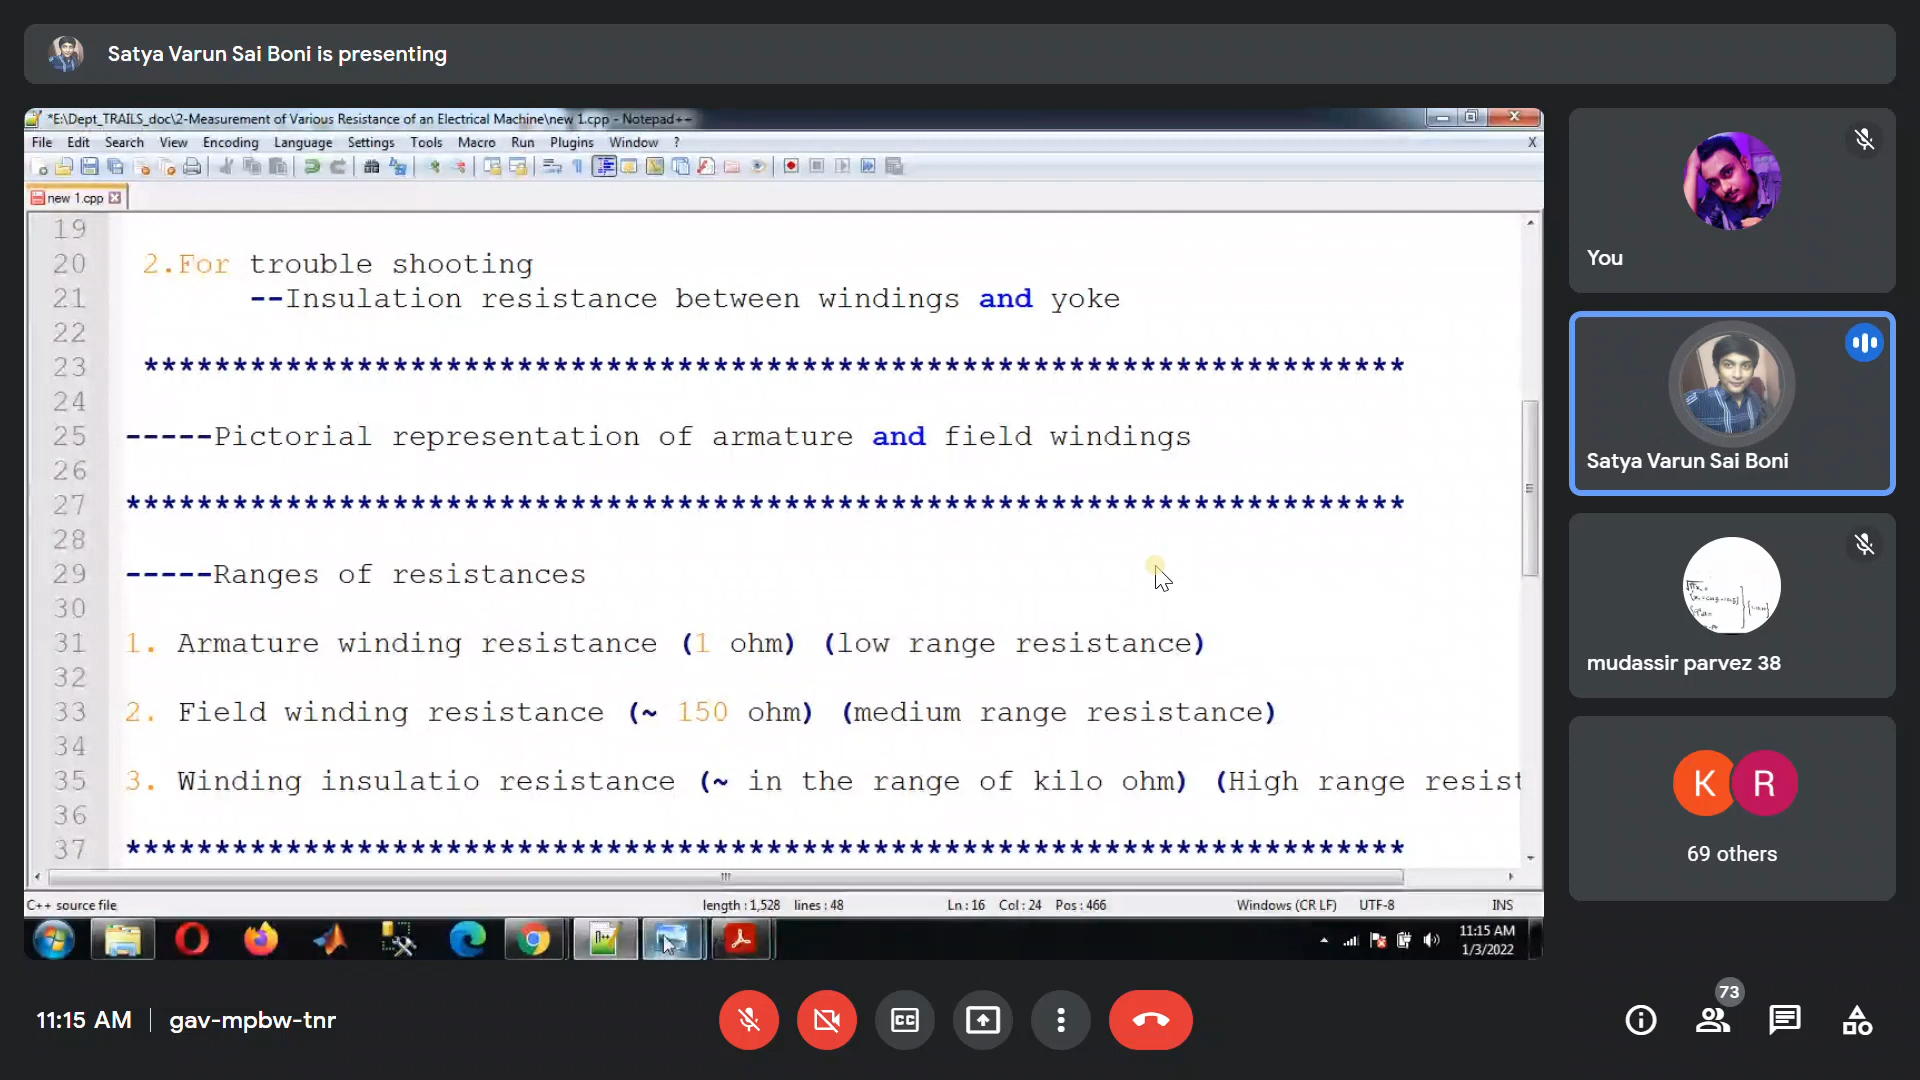 Satya Varun Sai Boni is presenting
*E:\Dept_TRAILS_doc\2-Measurement of Various Resistance of an Electrical Machine\new 1.cpp - Notepad++
File Edit Search View Encoding Language Settings Tools Macro Run Plugins Window ? X
new 1.cpp
19
20 2.For trouble shooting
21 --Insulation resistance between windings and yoke
22
23 ***********************************************************************
24
25 -----Pictorial representation of armature and field windings
26
27 ************************************************************************
28
29 -----Ranges of resistances
30
31 1. Armature winding resistance (1 ohm) (low range resistance)
32
33 2. Field winding resistance (~ 150 ohm) (medium range resistance)
34
35 3. Winding insulatio resistance (~ in the range of kilo ohm) (High range resist
36
37 ************************************************************************
C++ source file length : 1,528 lines : 48 Ln : 16 Col : 24 Pos : 466 Windows (CR LF) UTF-8 INS
11:15 AM
1/3/2022
You
Satya Varun Sai Boni
mudassir parvez 38
K R
69 others
11:15 AM | gav-mpbw-tnr
CC
73